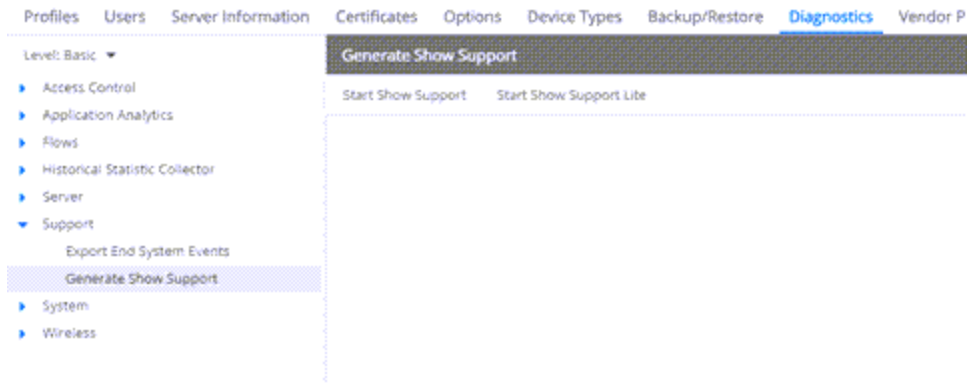 Profiles Users Server Information Certificates Options Device Types Backup/Restore Diagnostics Vendor P
Level: Basic
Generate Show Support
Access Control
Start Show Support Start Show Support Lite
Application Analytics
Flows
Historical Statistic Collector
Server
Support
Export End System Events
Generate Show Support
System
Wireless